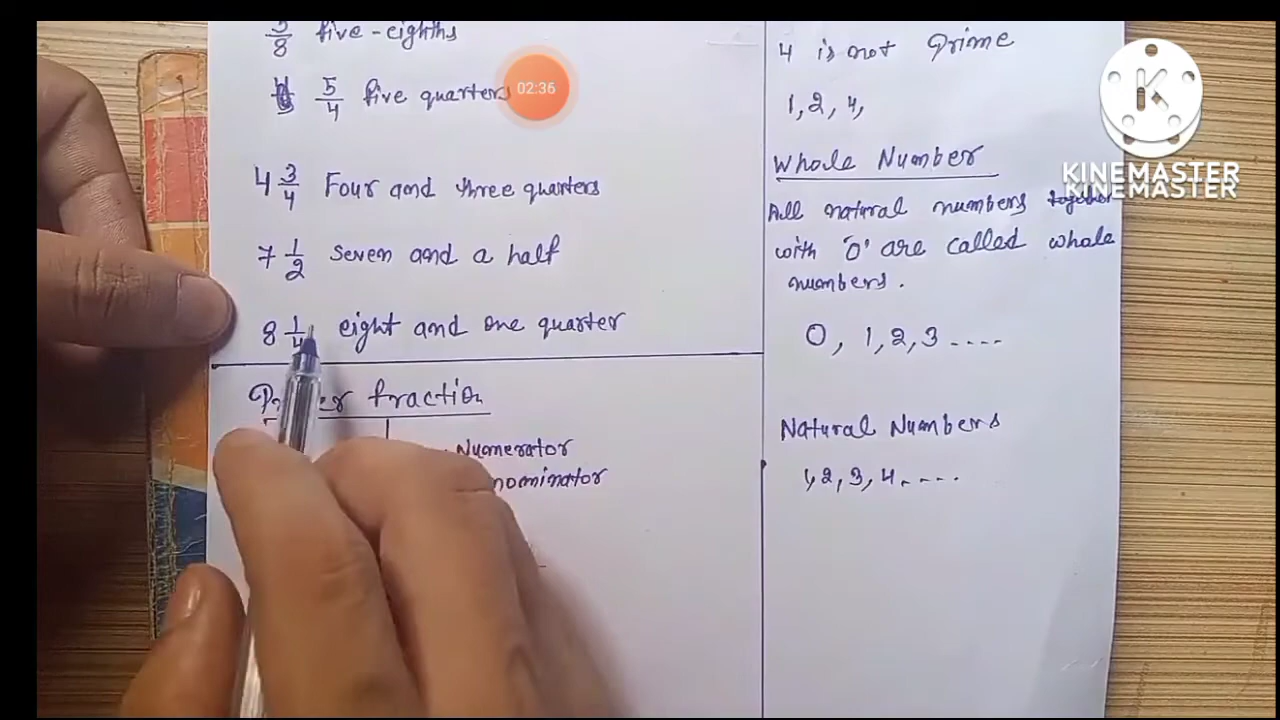 5/8 five-eighths
5/4 five quarters
4 3/4 Four and three quarters
7 1/2 Seven and a half
8 1/4 eight and one quarter
fraction
Numerator
02:36
4 is not Prime
1, 2, 4,
Whole Number
All natural numbers together
with '0' are called whole
numbers.
0, 1, 2, 3 ....
Natural Numbers
1, 2, 3, 4, ....
KINEMASTER
KINEMASTER